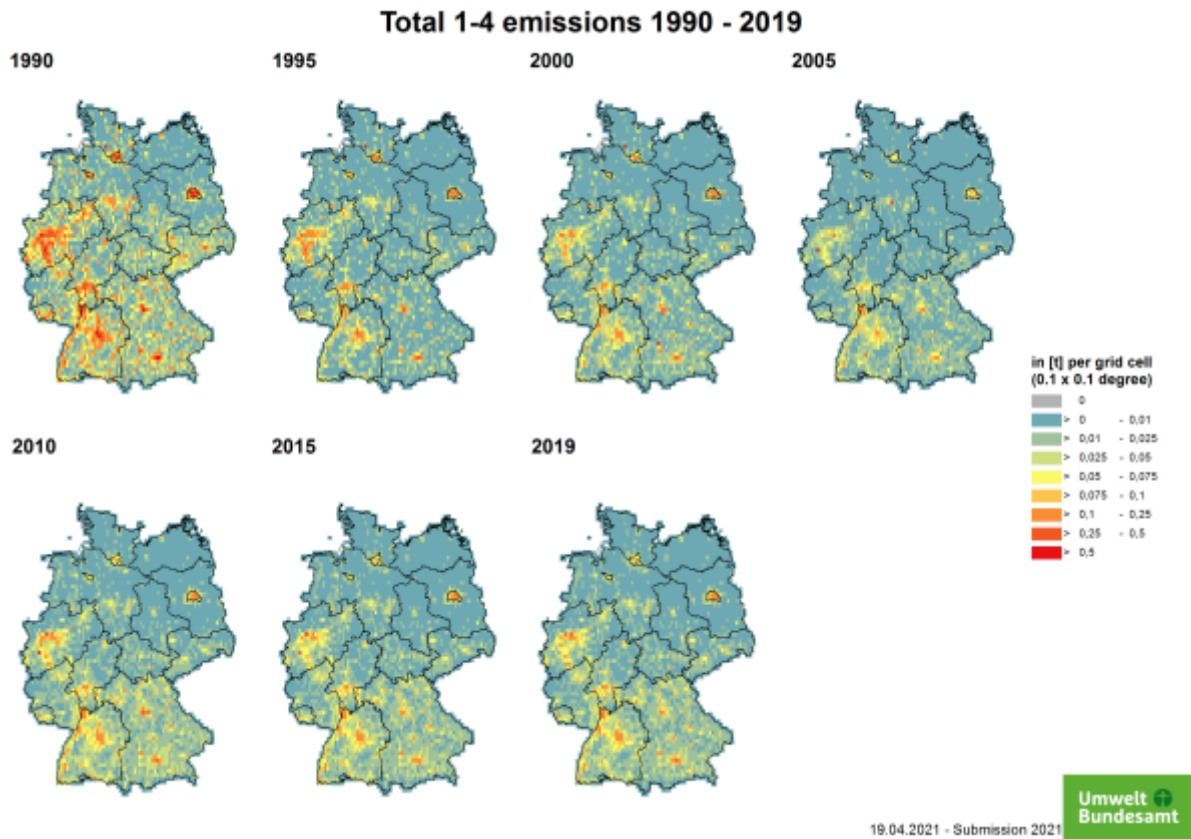 Total 1-4 emissions 1990 - 2019
1990
1995
2000
2005
in [t] per grid cell
(0.1 x 0.1 degree)
0
> 0 - 0,01
> 0,01 - 0,025
> 0,025 - 0,05
> 0,05 - 0,075
> 0,075 - 0,1
> 0,1 - 0,25
> 0,25 - 0,5
> 0,5
2010
2015
2019
Umwelt
Bundesamt
19.04.2021 - Submission 2021